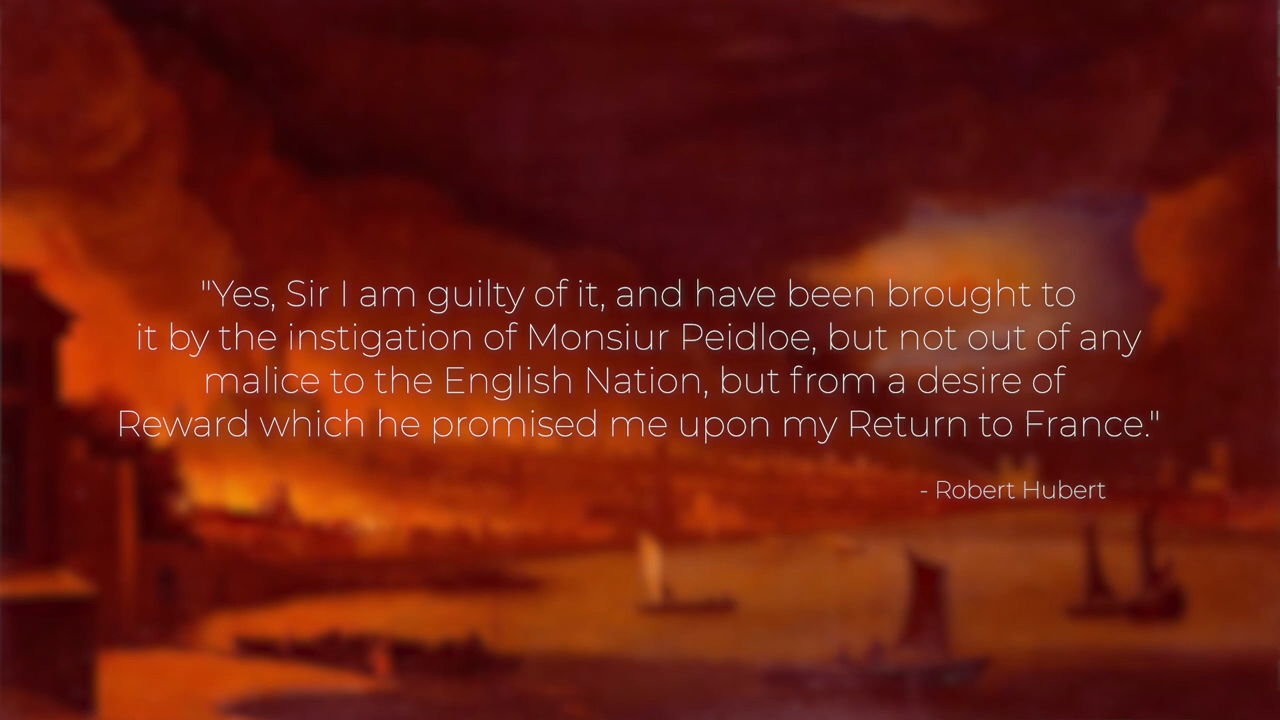 "Yes, Sir I am guilty of it, and have been brought to
it by the instigation of Monsiur Peidloe, but not out of any
malice to the English Nation, but from a desire of
Reward which he promised me upon my Return to France."
- Robert Hubert